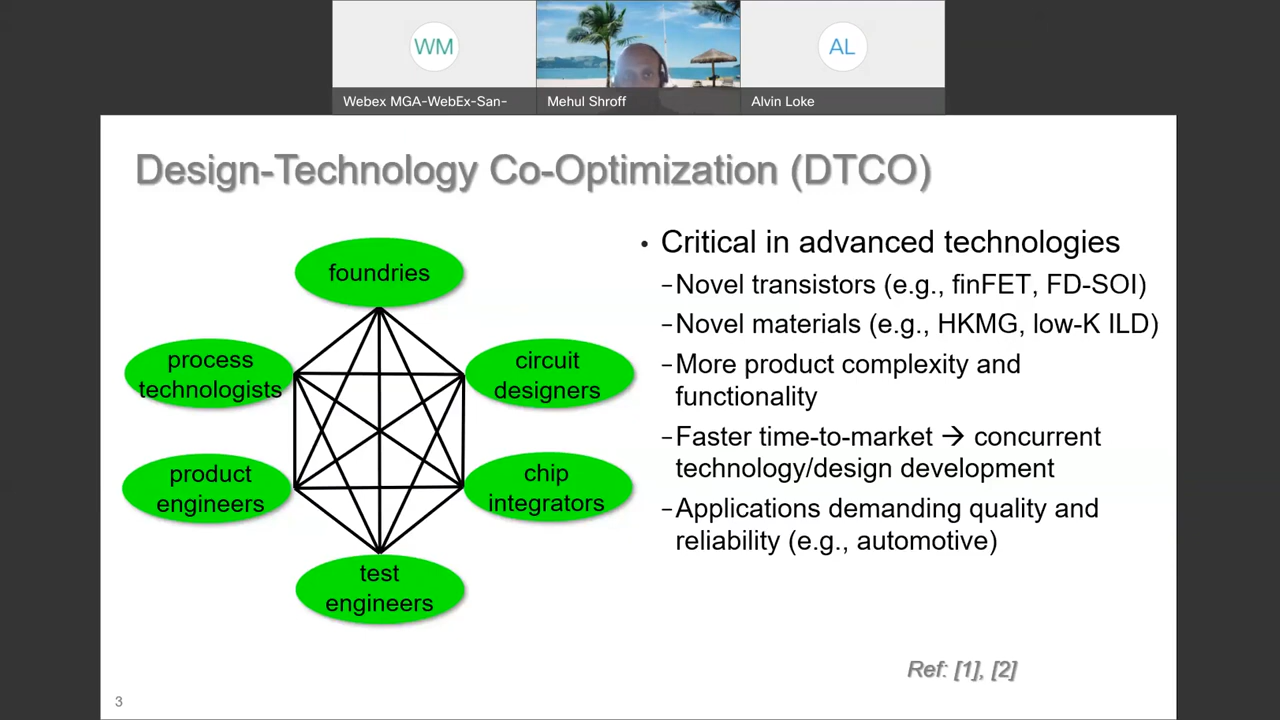 WM
AL
Webex MGA-WebEx-San-
Mehul Shroff
Alvin Loke
Design-Technology Co-Optimization (DTCO)
foundries
process
technologists
circuit
designers
product
engineers
chip
integrators
test
engineers
• Critical in advanced technologies
–Novel transistors (e.g., finFET, FD-SOI)
–Novel materials (e.g., HKMG, low-K ILD)
–More product complexity and
functionality
–Faster time-to-market → concurrent
technology/design development
–Applications demanding quality and
reliability (e.g., automotive)
Ref: [1], [2]
3